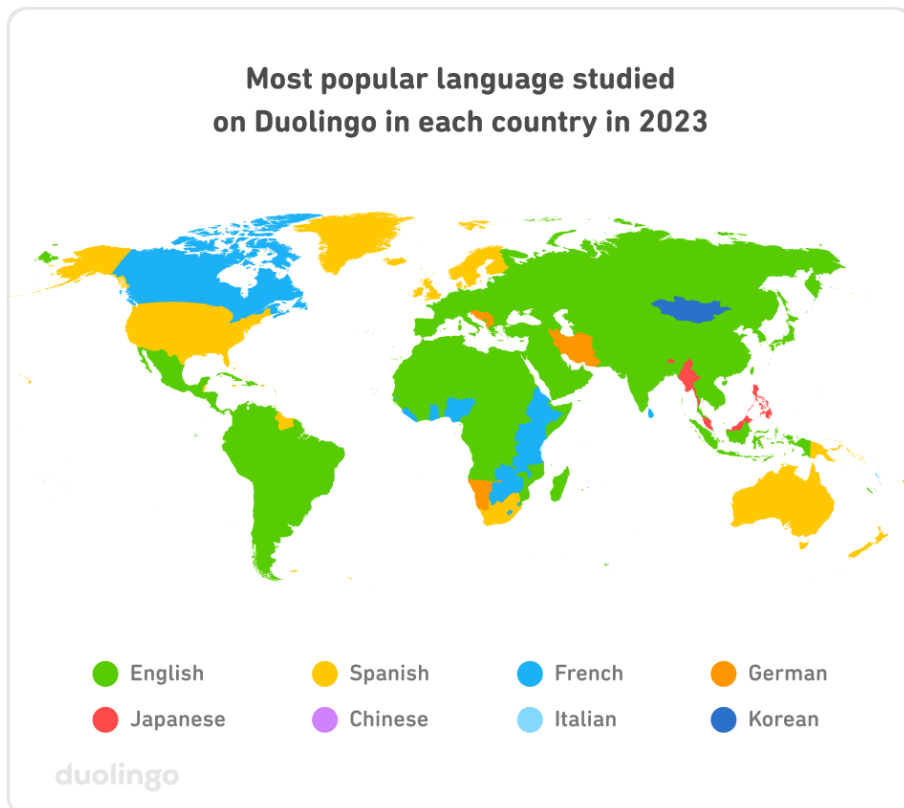 Most popular language studied
on Duolingo in each country in 2023
English Spanish French German
Japanese Chinese Italian Korean
duolingo